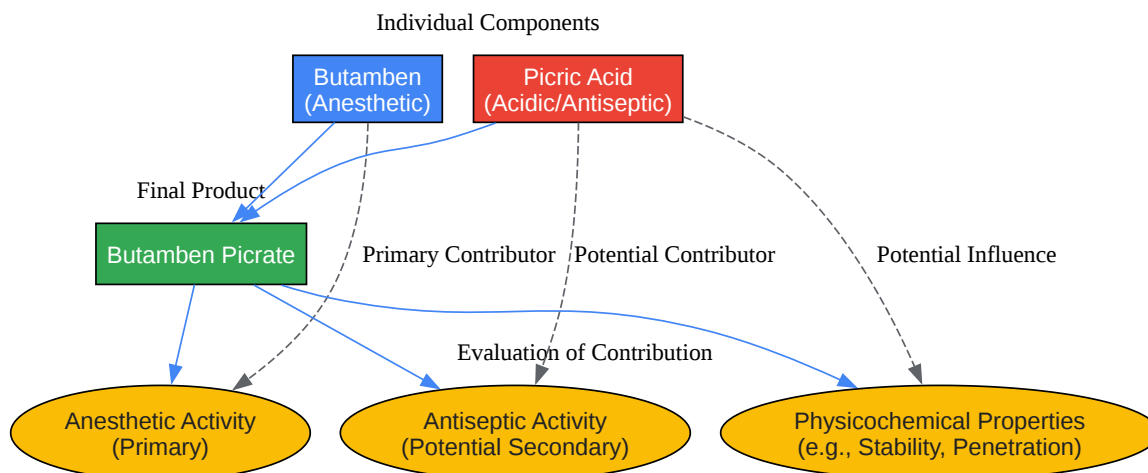 Individual Components
Butamben
(Anesthetic)
Picric Acid
(Acidic/Antiseptic)
Final Product
Butamben Picrate
Primary Contributor
Potential Contributor
Potential Influence
Evaluation of Contribution
Anesthetic Activity
(Primary)
Antiseptic Activity
(Potential Secondary)
Physicochemical Properties
(e.g., Stability, Penetration)